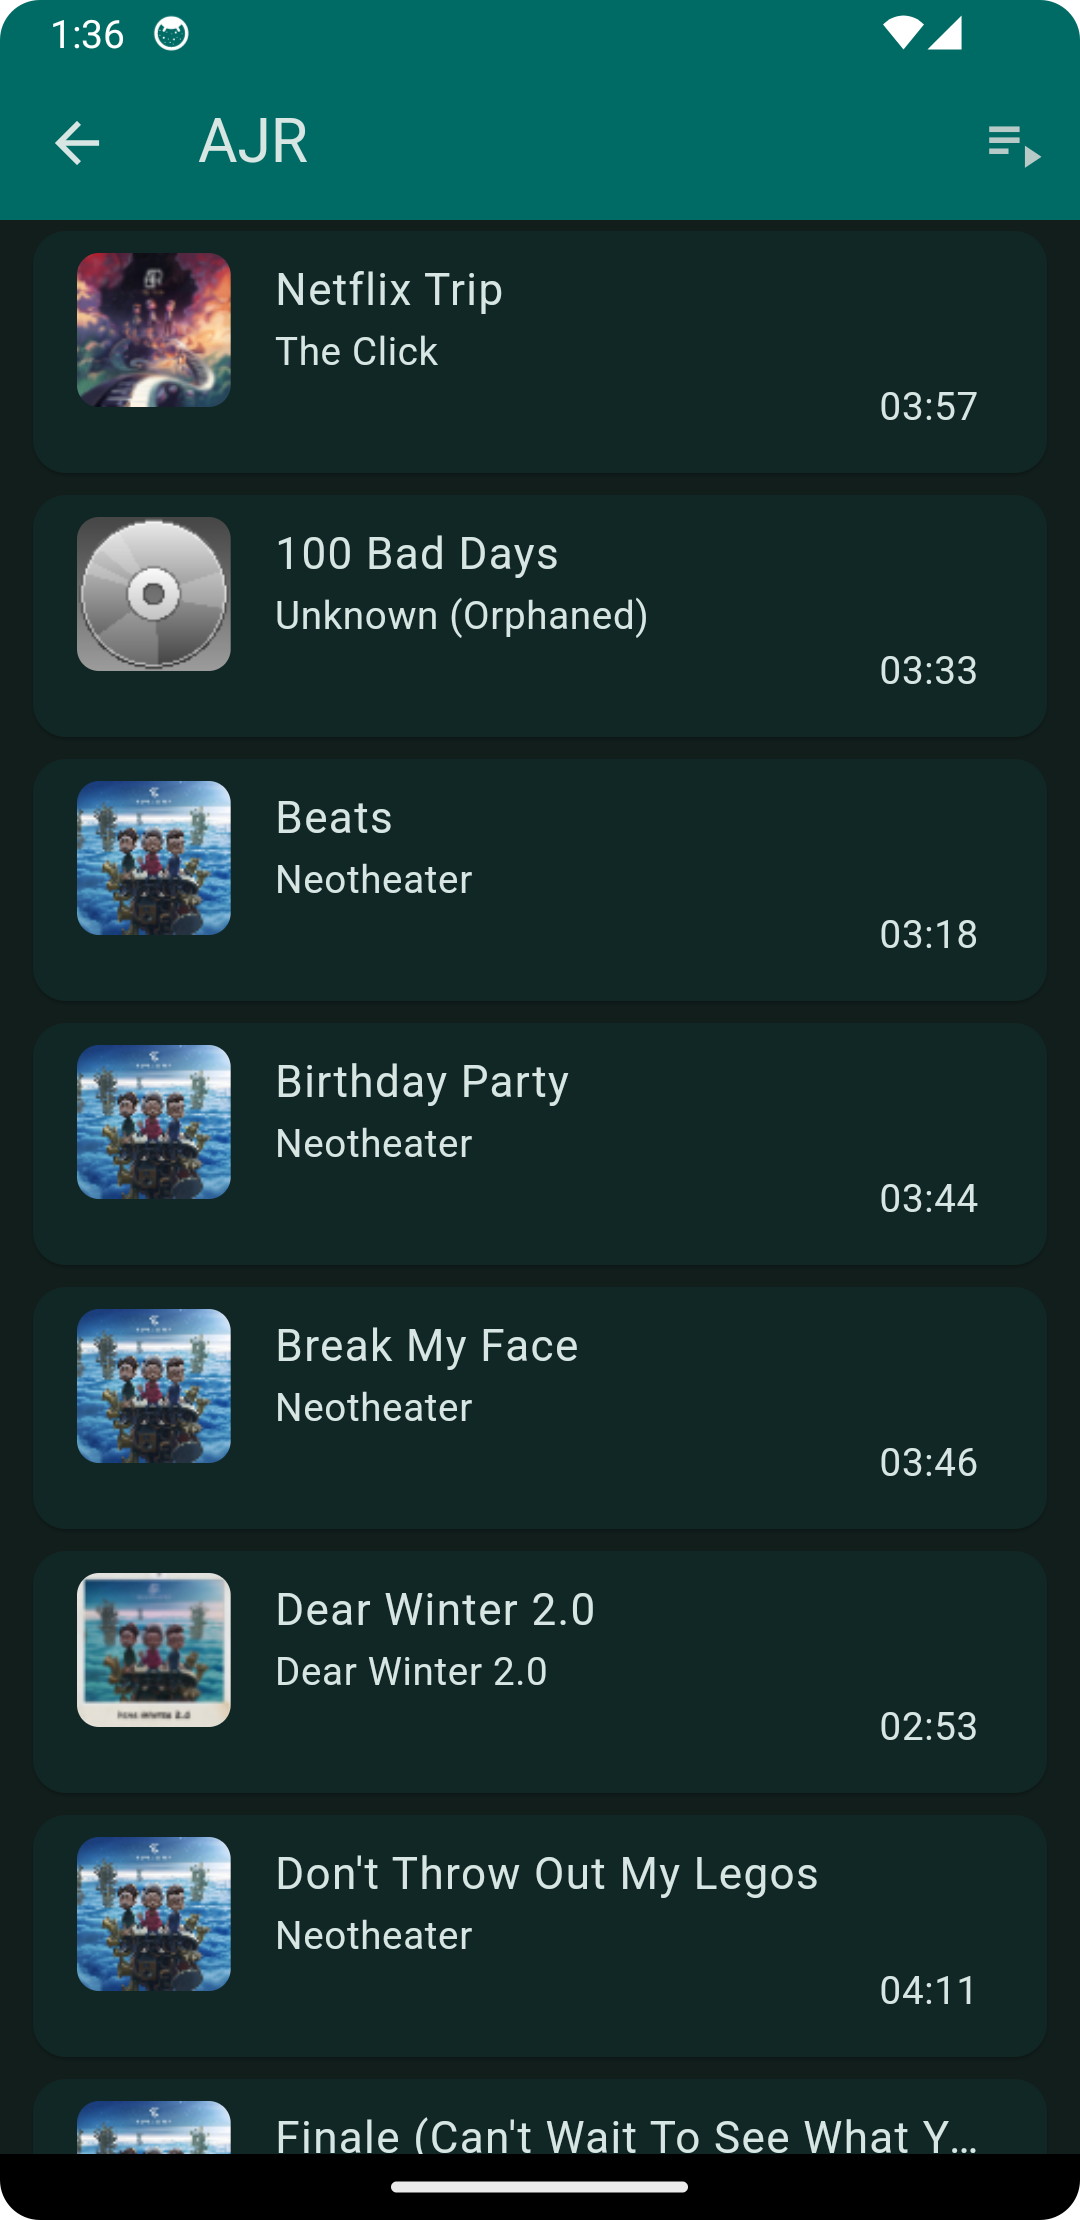 1:36
AJR
Netflix Trip
The Click
03:57
100 Bad Days
Unknown (Orphaned)
03:33
Beats
Neotheater
03:18
Birthday Party
Neotheater
03:44
Break My Face
Neotheater
03:46
Dear Winter 2.0
Dear Winter 2.0
02:53
Don't Throw Out My Legos
Neotheater
04:11
Finale (Can't Wait To See What Y...